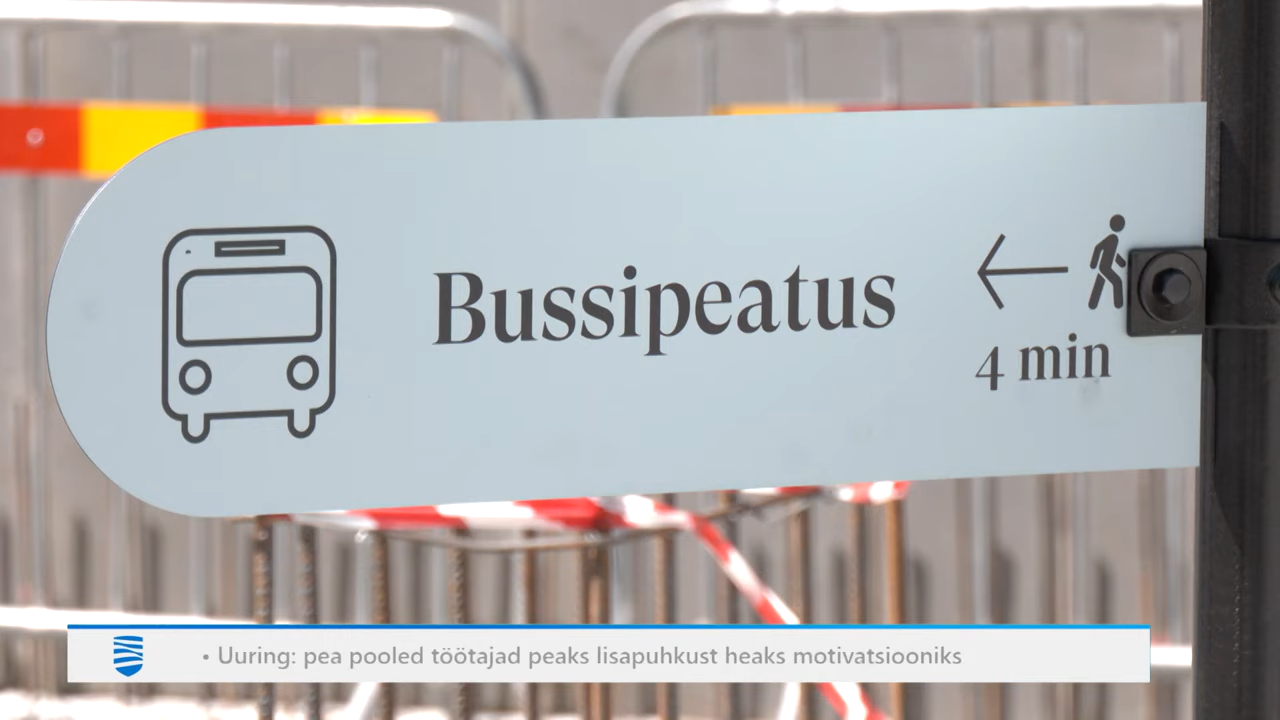 Bussipeatus
4 min
• Uuring: pea pooled töötajad peaks lisapuhkust heaks motivatsiooniks